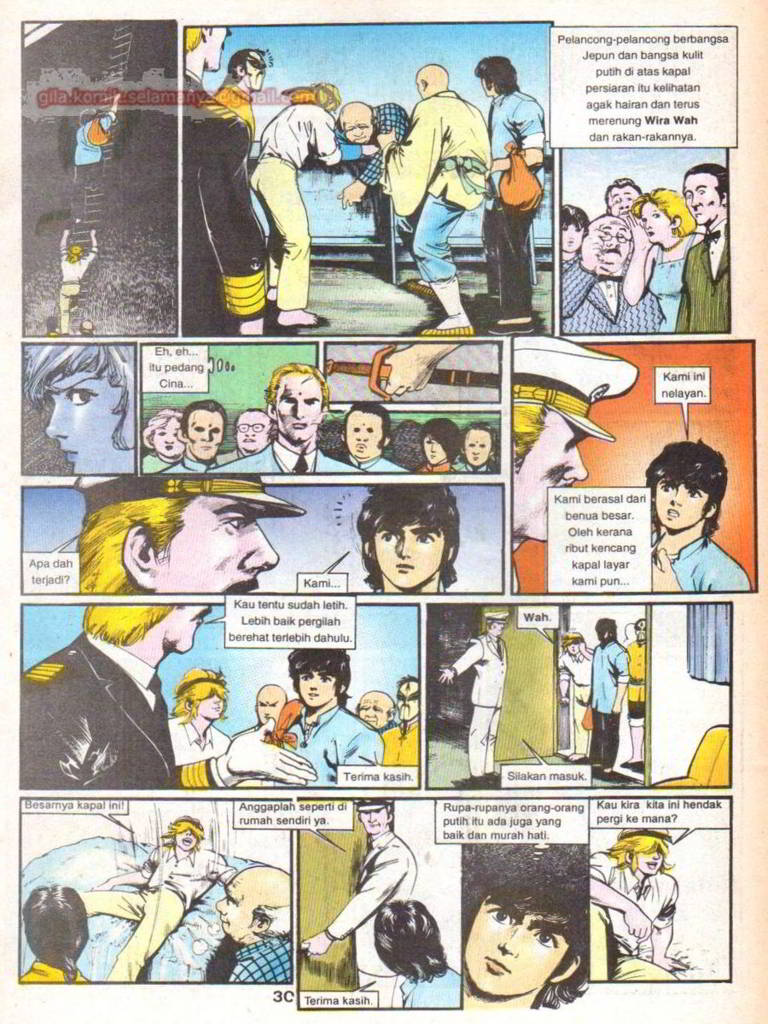 gila.komik.selamanya@gmail.com
Pelancong-pelancong berbangsa
Jepun dan bangsa kulit
putih di atas kapal
persiaran itu kelihatan
agak hairan dan terus
merenung Wira Wah
dan rakan-rakannya.
Eh, eh...
itu pedang
Cina...
Kami ini
nelayan.
Kami berasal dari
benua besar.
Oleh kerana
ribut kencang
kapal layar
kami pun...
Apa dah
terjadi?
Kami...
Kau tentu sudah letih.
Lebih baik pergilah
berehat terlebih dahulu.
Terima kasih.
Wah.
Silakan masuk.
Besarnya kapal ini!
Anggaplah seperti di
rumah sendiri ya.
Terima kasih.
Rupa-rupanya orang-orang
putih itu ada juga yang
baik dan murah hati.
Kau kira kita ini hendak
pergi ke mana?
30